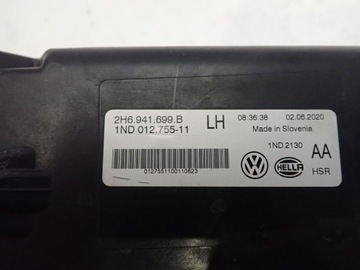 2H6.941.699.B
1ND 012.755-11
LH
08:36:38 02.06.2020
Made in Slovenia
1ND.2130
AA
HSR
HELLA
0127551100110623